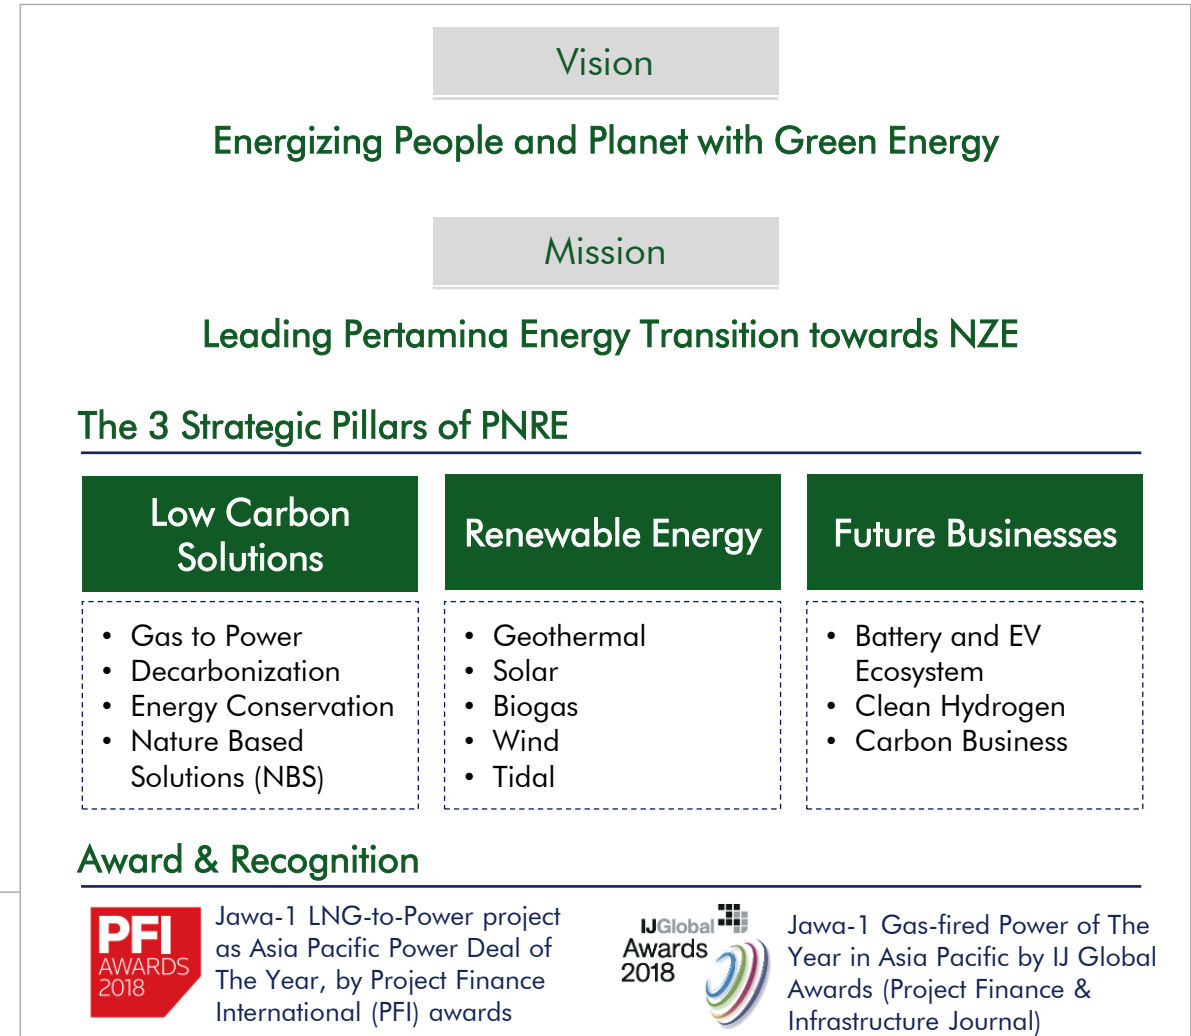 Vision
Energizing People and Planet with Green Energy
Mission
Leading Pertamina Energy Transition towards NZE
The 3 Strategic Pillars of PNRE
Low Carbon
Solutions
• Gas to Power
• Decarbonization
• Energy Conservation
• Nature Based
Solutions (NBS)
Renewable Energy
• Geothermal
• Solar
• Biogas
• Wind
• Tidal
Future Businesses
• Battery and EV
Ecosystem
• Clean Hydrogen
• Carbon Business
Award & Recognition
PFI
AWARDS
2018
Jawa-1 LNG-to-Power project
as Asia Pacific Power Deal of
The Year, by Project Finance
International (PFI) awards
IJGlobal
Awards
2018
Jawa-1 Gas-fired Power of The
Year in Asia Pacific by IJ Global
Awards (Project Finance &
Infrastructure Journal)